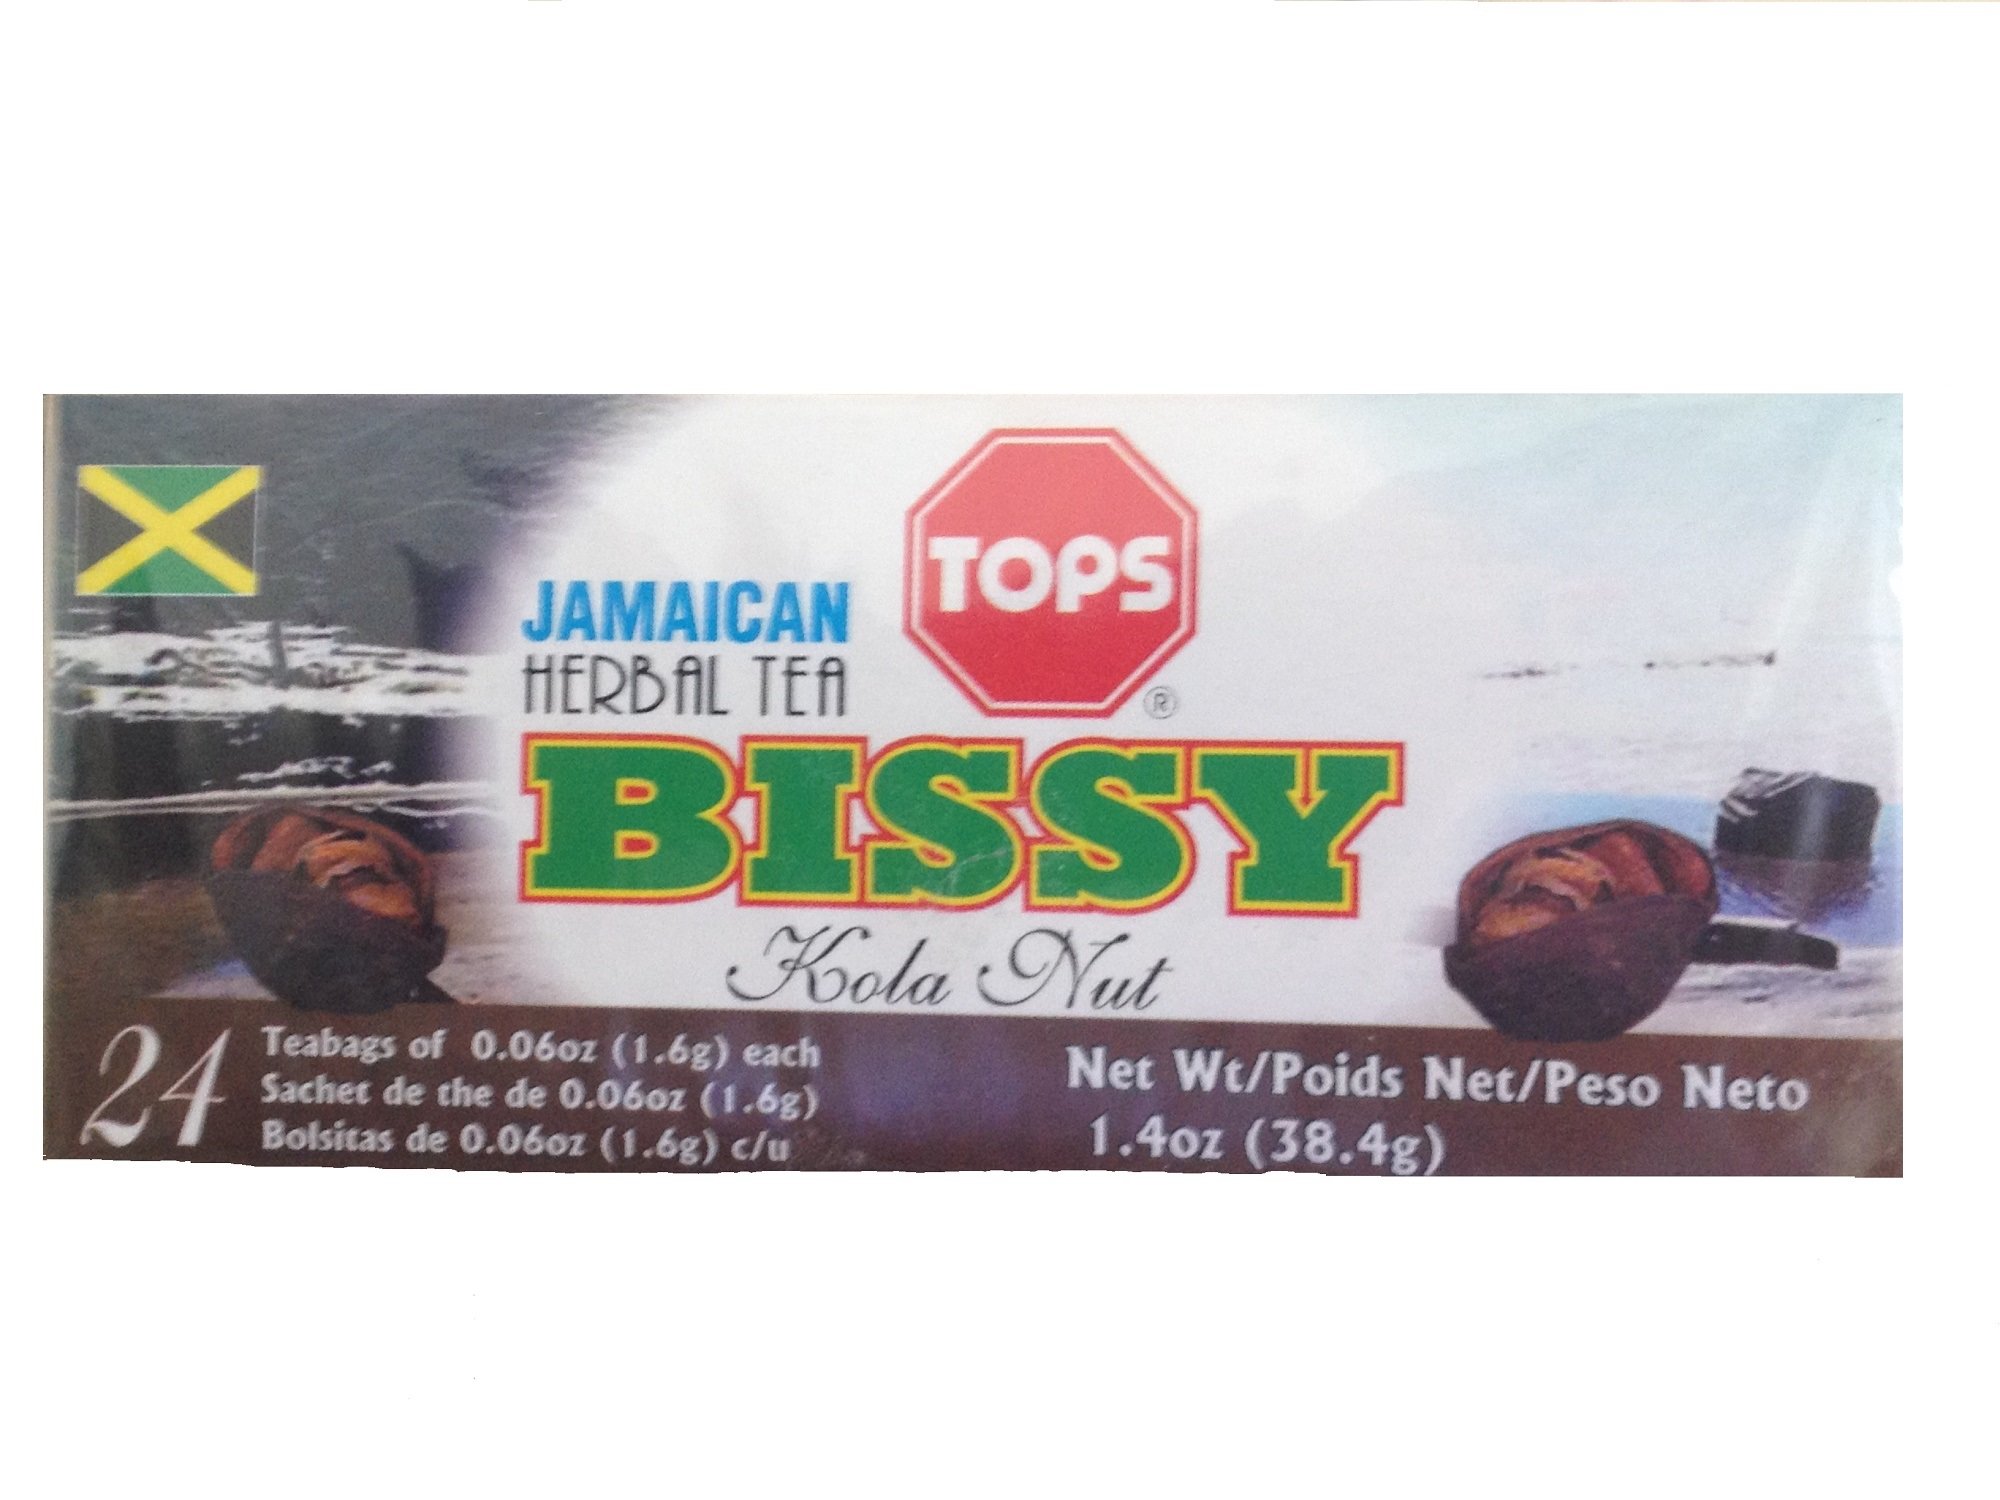 TOPS
®
JAMAICAN
HERBAL TEA
BISSY
Kola Nut
24
Teabags of 0.06oz (1.6g) each
Sachet de the de 0.06oz (1.6g)
Bolsitas de 0.06oz (1.6g) c/u
Net Wt/Poids Net/Peso Neto
1.4oz (38.4g)